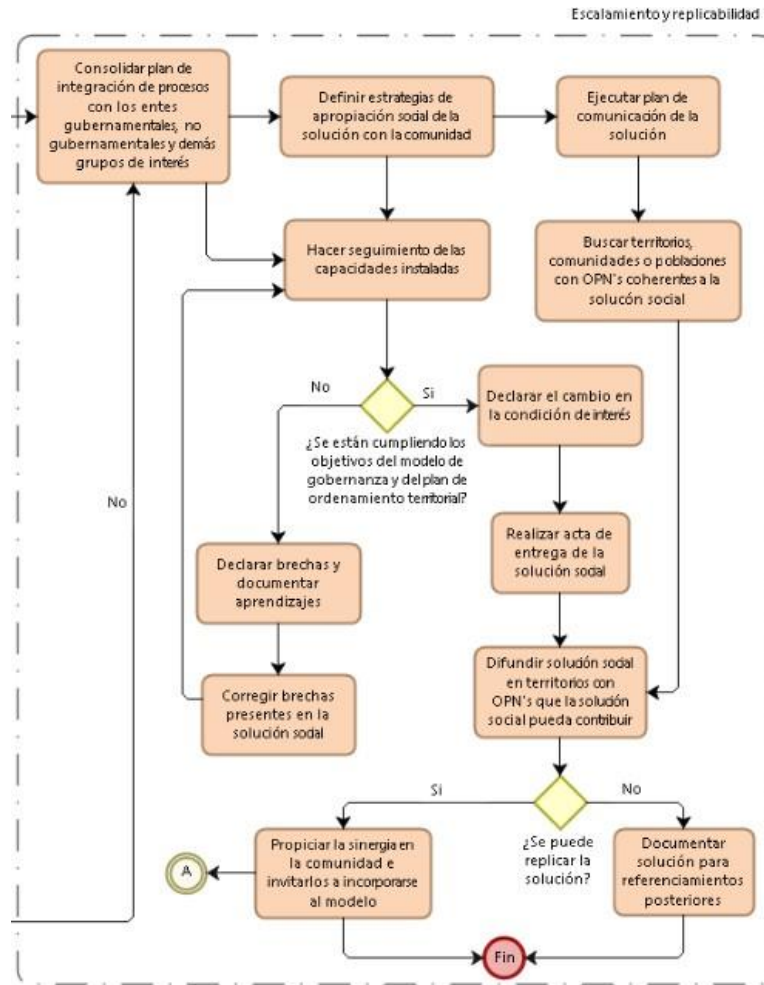 Escalamiento y replicabilidad
Consolidar plan de
integración de procesos
con los entes
gubernamentales, no
gubernamentales y demás
grupos de interés
Definir estrategias de
apropiación social de la
solución con la comunidad
Ejecutar plan de
comunicación de la
solución
Hacer seguimiento de las
capacidades instaladas
Buscar territorios,
comunidades o poblaciones
con OPN's coherentes a la
solucón social
No
Si
¿Se están cumpliendo los
objetivos del modelo de
gobernanza y del plan de
ordenamiento territorial?
Declarar el cambio en
la condición de interés
No
Declarar brechas y
documentar
aprendizajes
Realizar acta de
entrega de la
solución social
Corregir brechas
presentes en la
solución social
Difundir solución social
en territorios con
OPN's que la solución
social pueda contribuir
Si
No
¿Se puede
replicar la
solución?
A
Propiciar la sinergia en
la comunidad e
invitarlos a incorporarse
al modelo
Documentar
solución para
referenciamientos
posteriores
Fin